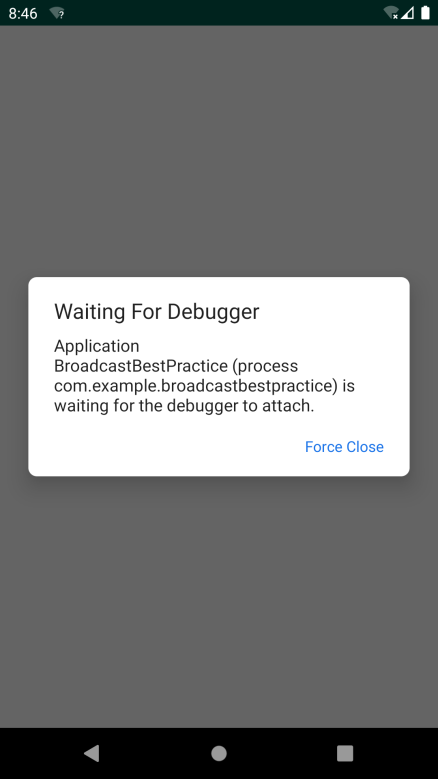 8:46
Waiting For Debugger
Application
BroadcastBestPractice (process
com.example.broadcastbestpractice) is
waiting for the debugger to attach.
Force Close